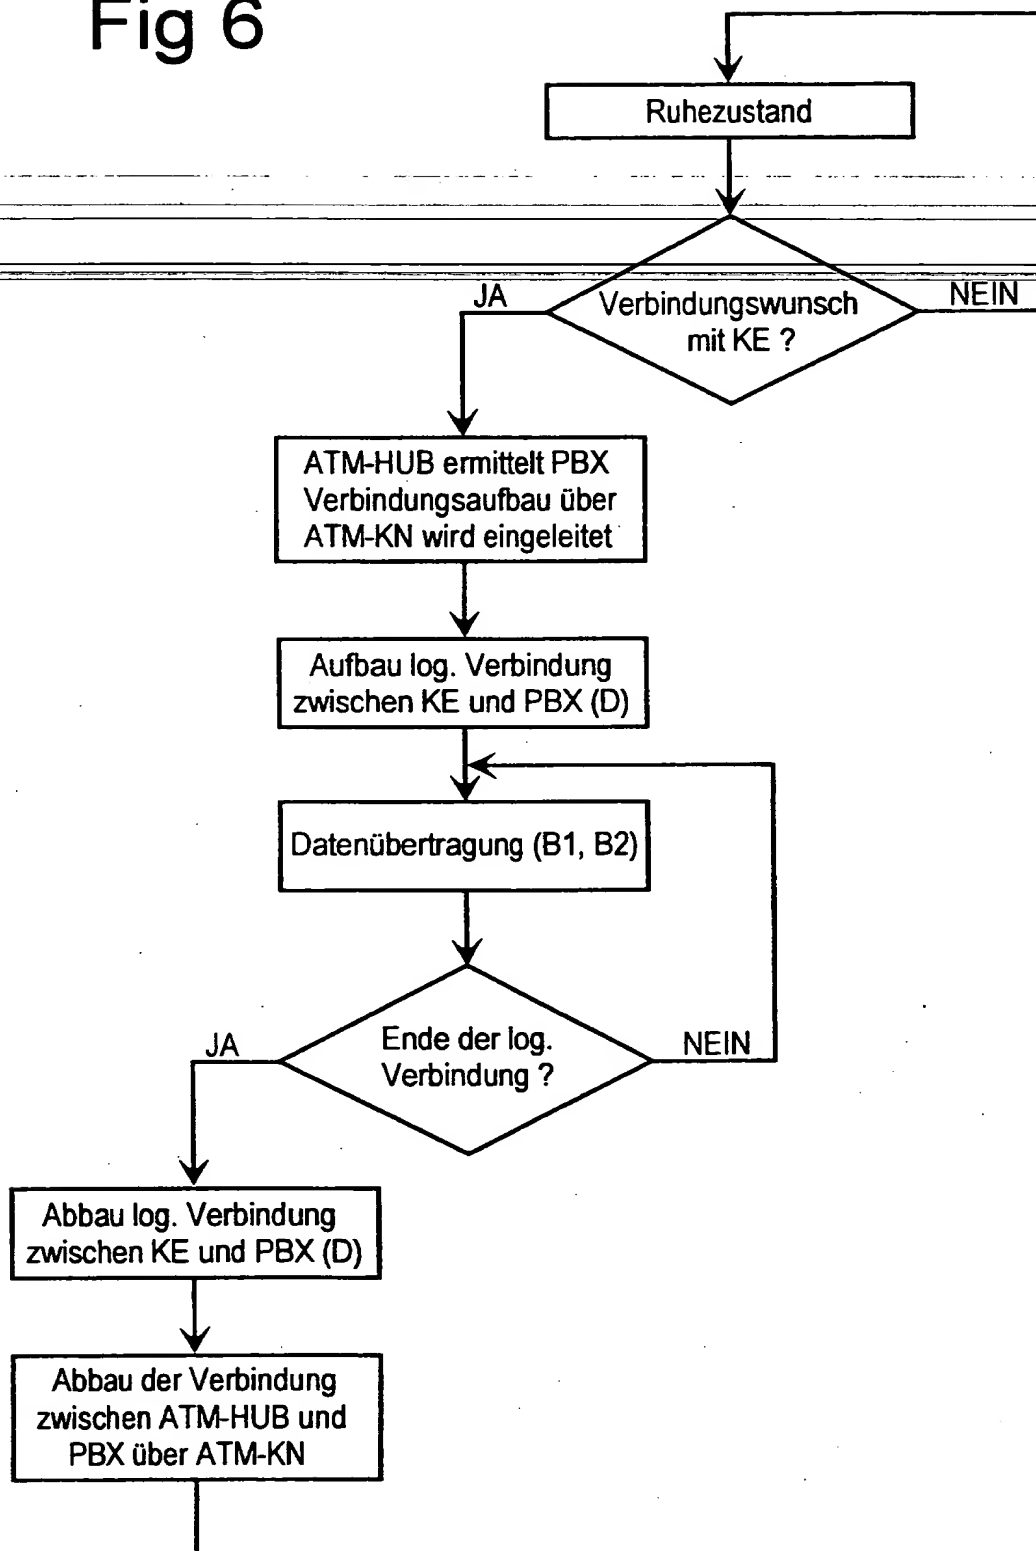 Fig 6
Ruhezustand
JA
Verbindungswunsch
mit KE ?
NEIN
ATM-HUB ermittelt PBX
Verbindungsaufbau über
ATM-KN wird eingeleitet
Aufbau log. Verbindung
zwischen KE und PBX (D)
Datenübertragung (B1, B2)
JA
Ende der log.
Verbindung ?
NEIN
Abbau log. Verbindung
zwischen KE und PBX (D)
Abbau der Verbindung
zwischen ATM-HUB und
PBX über ATM-KN